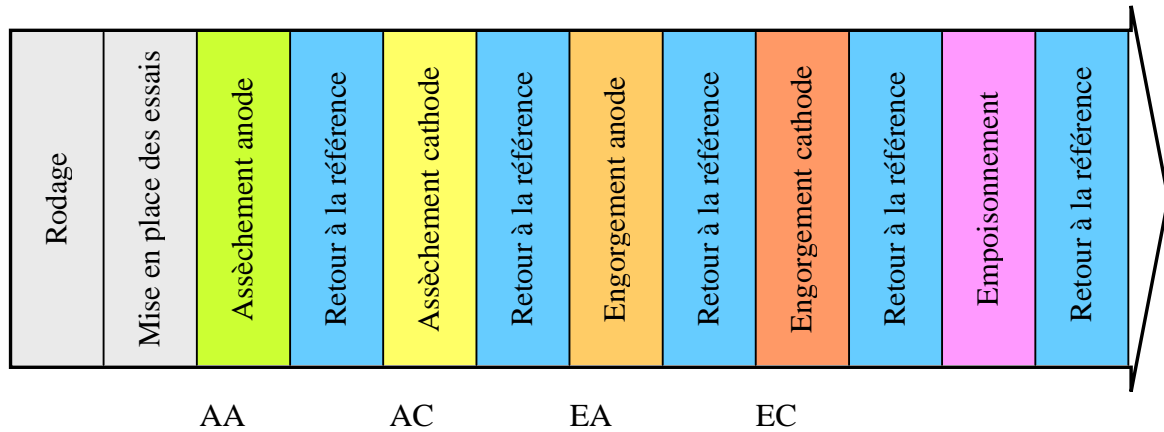 Rodage
Mise en place des essais
Assèchement anode
Retour à la référence
Assèchement cathode
Retour à la référence
Engorgement anode
Retour à la référence
Engorgement cathode
Retour à la référence
Empoisonnement
Retour à la référence
AA
AC
EA
EC